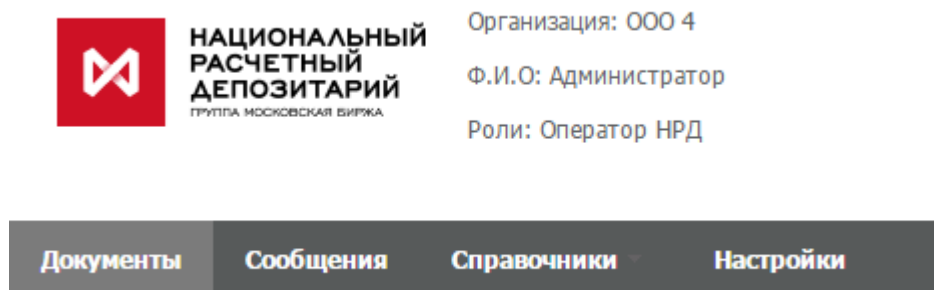 НАЦИОНАЛЬНЫЙ
РАСЧЕТНЫЙ
ДЕПОЗИТАРИЙ
ГРУППА МОСКОВСКАЯ БИРЖА
Организация: ООО 4
Ф.И.О: Администратор
Роли: Оператор НРД
Документы Сообщения Справочники Настройки